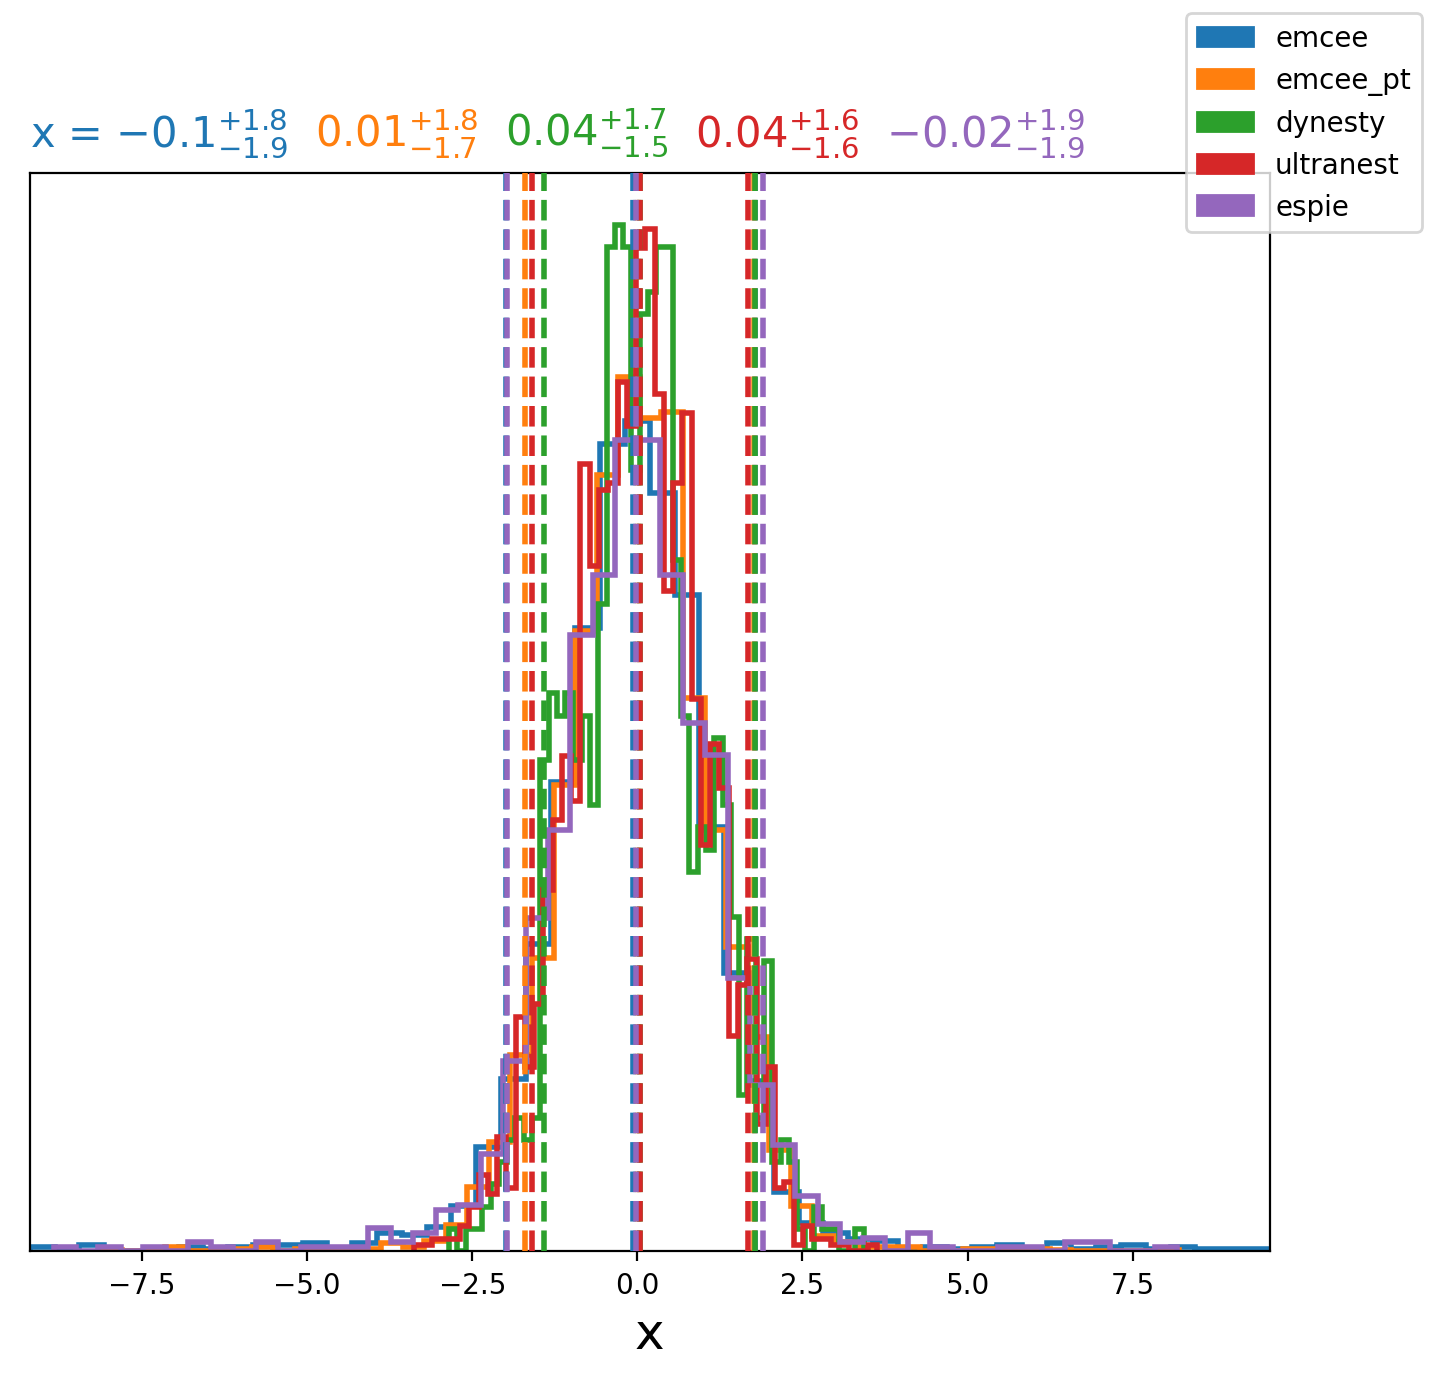 emcee
emcee_pt
dynesty
ultranest
espie
x = −0.1 +1.8 −1.9 0.01 +1.8 −1.7 0.04 +1.7 −1.5 0.04 +1.6 −1.6 −0.02 +1.9 −1.9
−7.5 −5.0 −2.5 0.0 2.5 5.0 7.5
x